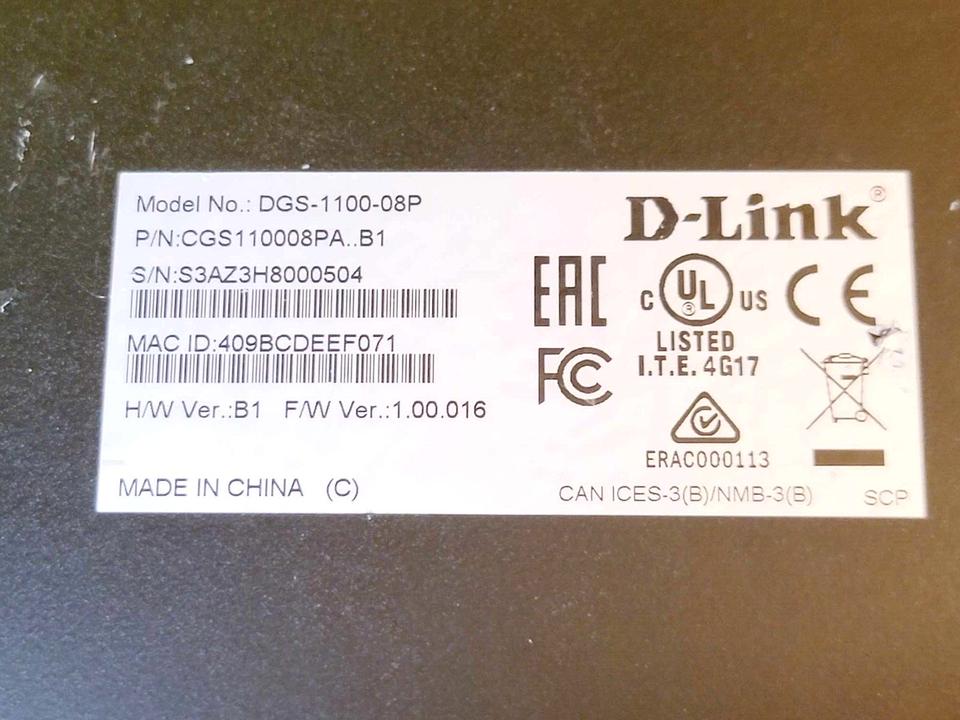 Model No.: DGS-1100-08P
P/N:CGS110008PA..B1
S/N:S3AZ3H8000504
MAC ID:409BCDEEF071
H/W Ver.:B1 F/W Ver.:1.00.016
MADE IN CHINA (C)
D-Link®
EAC
C UL® US
CE
LISTED
I.T.E. 4G17
FC
ERAC000113
CAN ICES-3(B)/NMB-3(B) SCP